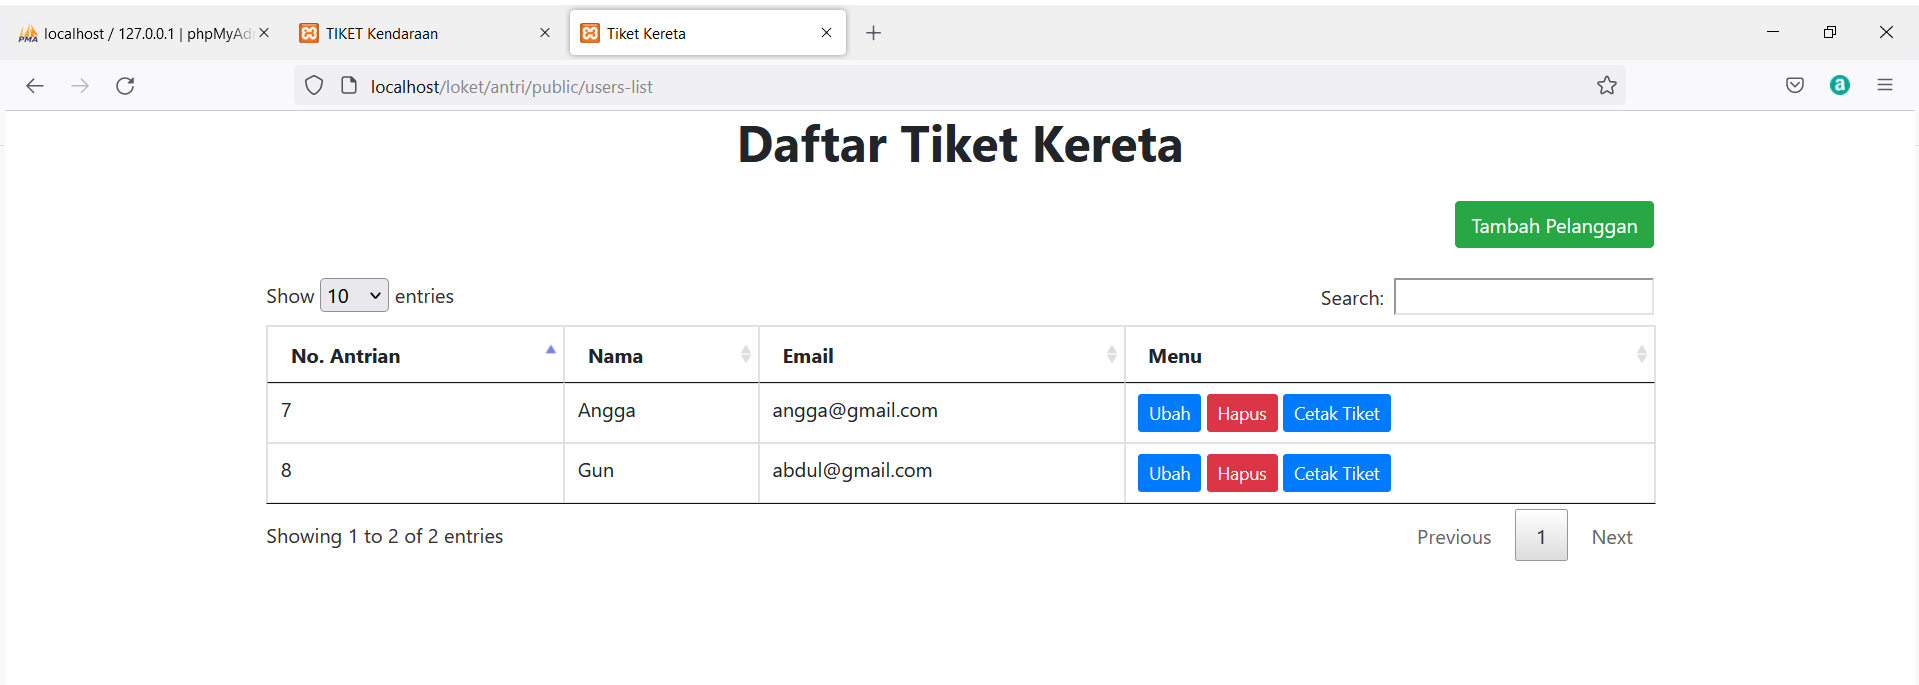 localhost / 127.0.0.1 | phpMyAd
TIKET Kendaraan
Tiket Kereta
localhost/loket/antri/public/users-list
Daftar Tiket Kereta
Tambah Pelanggan
Show 10 entries
Search:
No. Antrian Nama Email Menu
7 Angga angga@gmail.com Ubah Hapus Cetak Tiket
8 Gun abdul@gmail.com Ubah Hapus Cetak Tiket
Showing 1 to 2 of 2 entries
Previous 1 Next